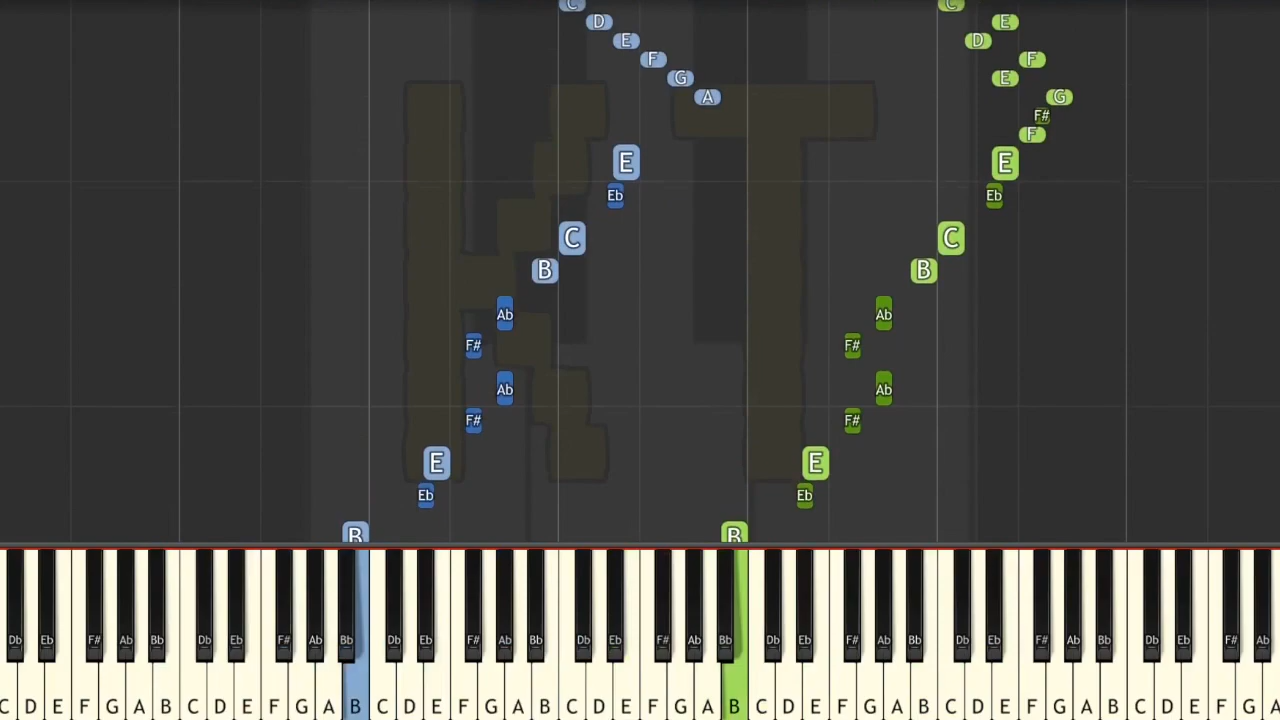 C C
D E
E D
F F
G E
A G
F#
F
E E
Eb Eb
C C
B B
Ab Ab
F# F#
Ab Ab
F# F#
E E
Eb Eb
B B
Db Eb F# Ab Bb Db Eb F# Ab Bb Db Eb F# Ab Bb Db Eb F# Ab Bb Db Eb F# Ab Bb Db Eb F# Ab Bb Db Eb F# Ab
C D E F G A B C D E F G A B C D E F G A B C D E F G A B C D E F G A B C D E F G A B C D E F G A
KT